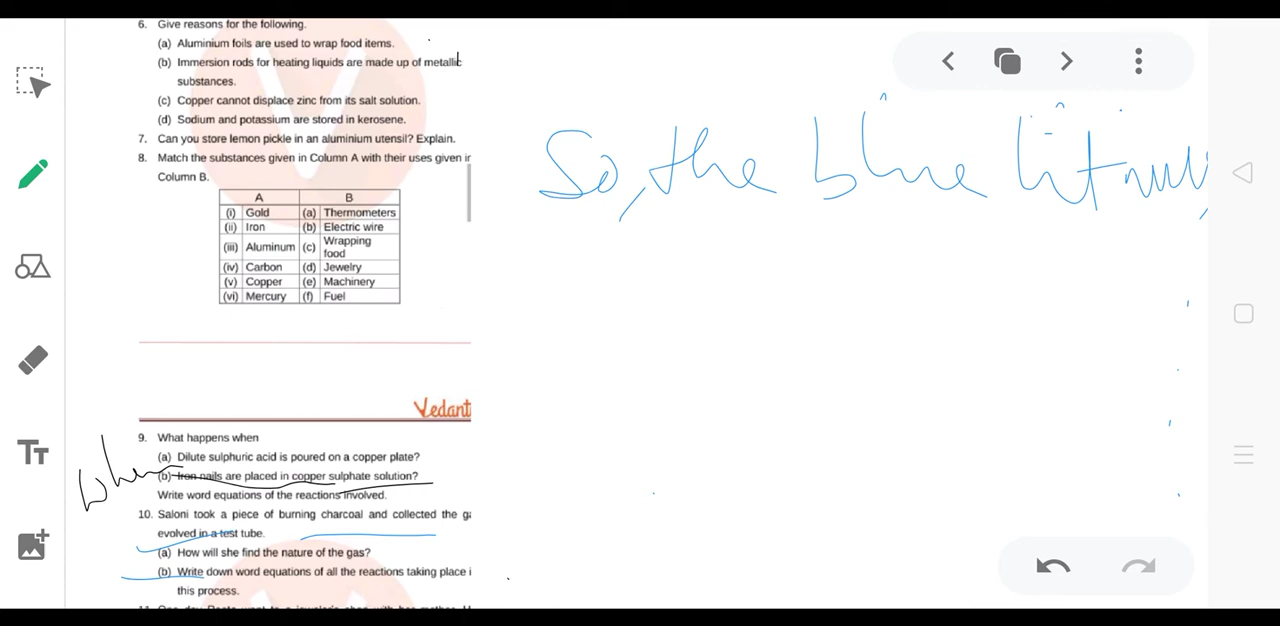 6. Give reasons for the following.
(a) Aluminium foils are used to wrap food items.
(b) Immersion rods for heating liquids are made up of metallic
substances.
(c) Copper cannot displace zinc from its salt solution.
(d) Sodium and potassium are stored in kerosene.
7. Can you store lemon pickle in an aluminium utensil? Explain.
8. Match the substances given in Column A with their uses given in
Column B.
A B
(i) Gold (a) Thermometers
(ii) Iron (b) Electric wire
(iii) Aluminum (c) Wrapping
food
(iv) Carbon (d) Jewelry
(v) Copper (e) Machinery
(vi) Mercury (f) Fuel
Vedant
9. What happens when
(a) Dilute sulphuric acid is poured on a copper plate?
(b) Iron nails are placed in copper sulphate solution?
Write word equations of the reactions involved.
10. Saloni took a piece of burning charcoal and collected the ga
evolved in a test tube.
(a) How will she find the nature of the gas?
(b) Write down word equations of all the reactions taking place i
this process.
when
So, the blue litmus
Tт